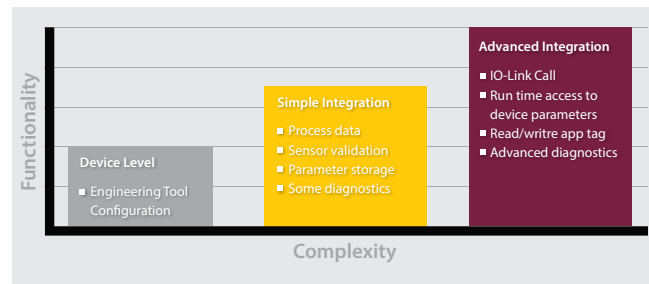 Functionality
Device Level
Engineering Tool
Configuration
Simple Integration
Process data
Sensor validation
Parameter storage
Some diagnostics
Advanced Integration
IO-Link Call
Run time access to
device parameters
Read/writre app tag
Advanced diagnostics
Complexity